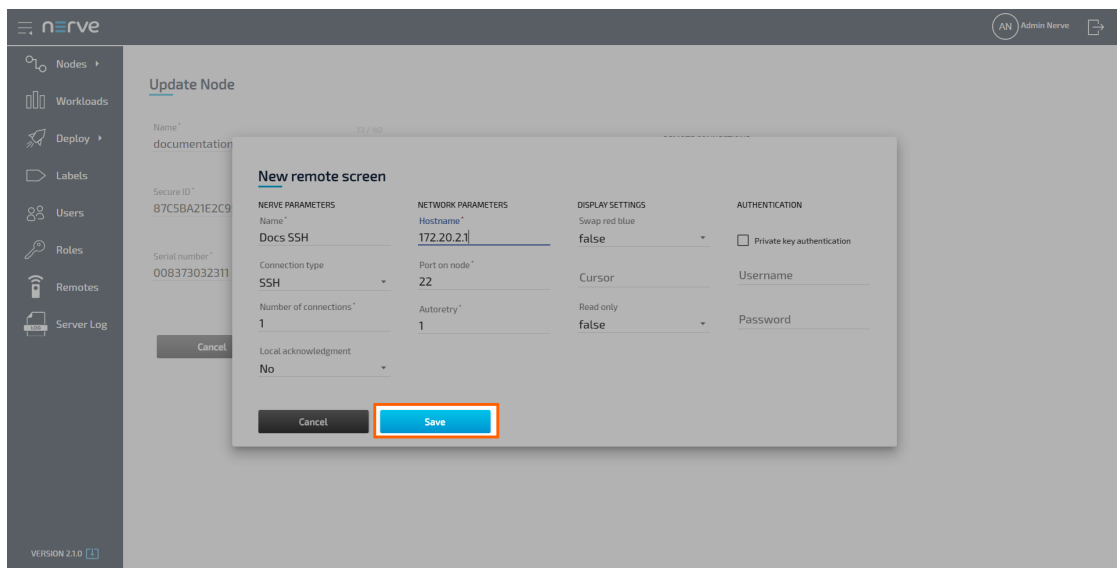 nerve
AN Admin Nerve
Nodes
Workloads
Deploy
Labels
Users
Roles
Remotes
LOG Server Log
VERSION 2.1.0
Update Node
Name*
documentation
Secure ID*
87C5BA21E2C9
Serial number*
008373032311
Cancel
New remote screen
NERVE PARAMETERS
Name*
Docs SSH
Connection type
SSH
Number of connections*
1
Local acknowledgment
No
NETWORK PARAMETERS
Hostname*
172.20.2.1
Port on node*
22
Autoretry*
1
DISPLAY SETTINGS
Swap red blue
false
Cursor
Read only
false
AUTHENTICATION
Private key authentication
Username
Password
Cancel
Save